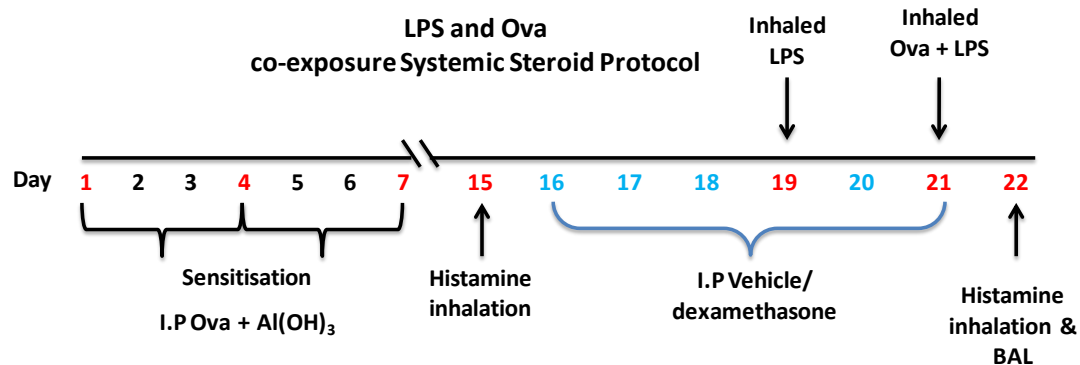 LPS and Ova
co-exposure Systemic Steroid Protocol
Inhaled
LPS
Inhaled
Ova + LPS
Day 1 2 3 4 5 6 7 15 16 17 18 19 20 21 22
Sensitisation
I.P Ova + Al(OH)₃
Histamine
inhalation
I.P Vehicle/
dexamethasone
Histamine
inhalation &
BAL